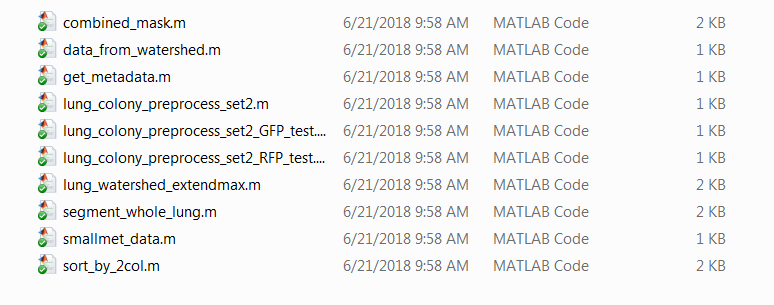 combined_mask.m 6/21/2018 9:58 AM MATLAB Code 2 KB
data_from_watershed.m 6/21/2018 9:58 AM MATLAB Code 1 KB
get_metadata.m 6/21/2018 9:58 AM MATLAB Code 1 KB
lung_colony_preprocess_set2.m 6/21/2018 9:58 AM MATLAB Code 1 KB
lung_colony_preprocess_set2_GFP_test.... 6/21/2018 9:58 AM MATLAB Code 1 KB
lung_colony_preprocess_set2_RFP_test.... 6/21/2018 9:58 AM MATLAB Code 1 KB
lung_watershed_extendmax.m 6/21/2018 9:58 AM MATLAB Code 2 KB
segment_whole_lung.m 6/21/2018 9:58 AM MATLAB Code 2 KB
smallmet_data.m 6/21/2018 9:58 AM MATLAB Code 1 KB
sort_by_2col.m 6/21/2018 9:58 AM MATLAB Code 2 KB